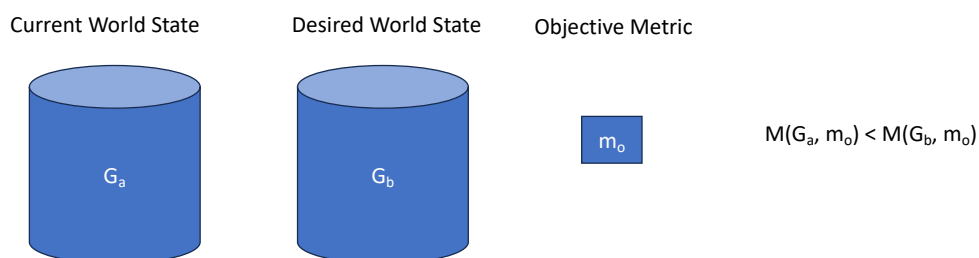 Current World State
Desired World State
Objective Metric
Gₐ
G_b
mₒ
M(Gₐ, mₒ) < M(G_b, mₒ)